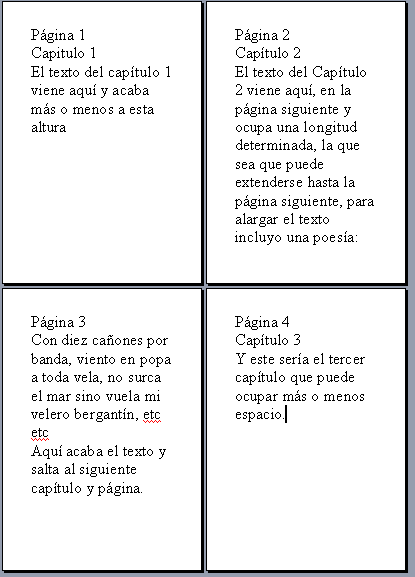 Página 1
Capitulo 1
El texto del capítulo 1
viene aquí y acaba
más o menos a esta
altura
Página 2
Capítulo 2
El texto del Capítulo
2 viene aquí, en la
página siguiente y
ocupa una longitud
determinada, la que
sea que puede
extenderse hasta la
página siguiente, para
alargar el texto
incluyo una poesía:
Página 3
Con diez cañones por
banda, viento en popa
a toda vela, no surca
el mar sino vuela mi
velero bergantín, etc
etc
Aquí acaba el texto y
salta al siguiente
capítulo y página.
Página 4
Capítulo 3
Y este sería el tercer
capítulo que puede
ocupar más o menos
espacio.